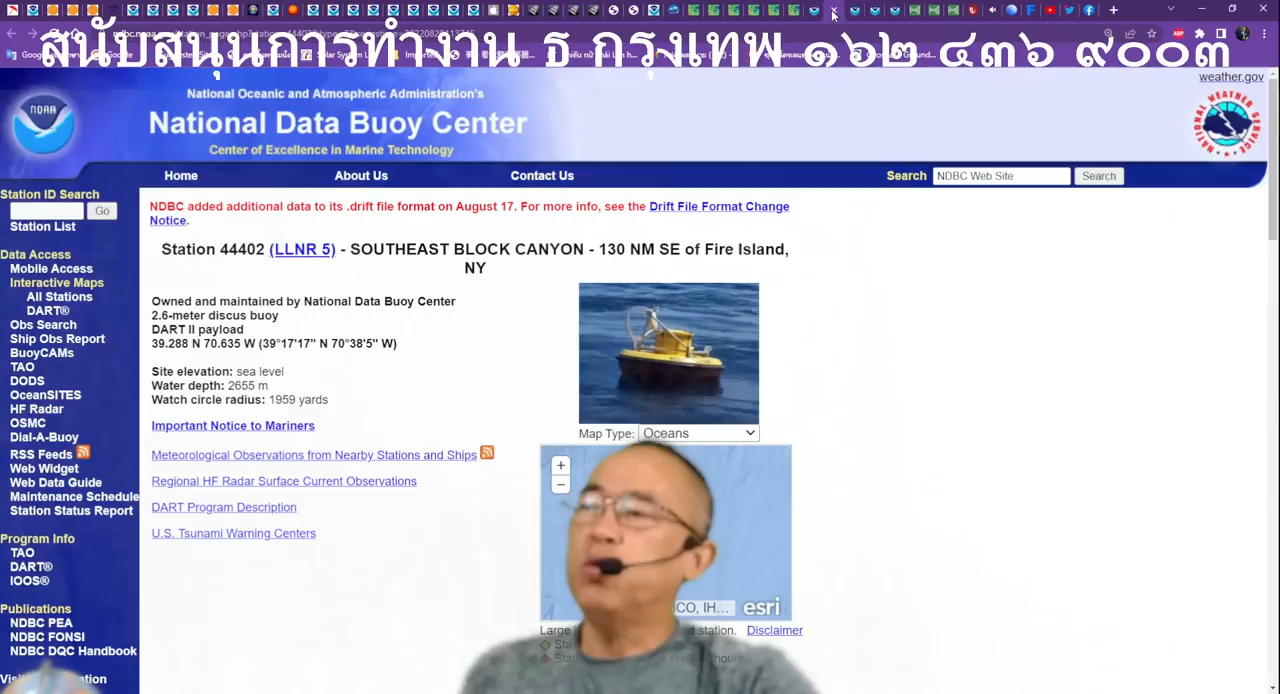 สนับสนุนการทำงาน ธ กรุงเทพ ๑๖๒ ๔๓๖ ๙๐๐๓
weather.gov
NOAA
National Oceanic and Atmospheric Administration's
National Data Buoy Center
Center of Excellence in Marine Technology
NATIONAL WEATHER SERVICE
Home
About Us
Contact Us
Search
NDBC Web Site
Search
Station ID Search
Go
Station List
Data Access
Mobile Access
Interactive Maps
All Stations
DART®
Obs Search
Ship Obs Report
BuoyCAMs
TAO
DODS
OceanSITES
HF Radar
OSMC
Dial-A-Buoy
RSS Feeds
Web Widget
Web Data Guide
Maintenance Schedule
Station Status Report
Program Info
TAO
DART®
IOOS®
Publications
NDBC PEA
NDBC FONSI
NDBC DQC Handbook
NDBC added additional data to its .drift file format on August 17. For more info, see the Drift File Format Change
Notice.
Station 44402 (LLNR 5) - SOUTHEAST BLOCK CANYON - 130 NM SE of Fire Island,
NY
Owned and maintained by National Data Buoy Center
2.6-meter discus buoy
DART II payload
39.288 N 70.635 W (39°17'17" N 70°38'5" W)
Site elevation: sea level
Water depth: 2655 m
Watch circle radius: 1959 yards
Important Notice to Mariners
Meteorological Observations from Nearby Stations and Ships
Regional HF Radar Surface Current Observations
DART Program Description
U.S. Tsunami Warning Centers
Map Type: Oceans
+
−
CO, IH...
esri
Large
station.
Disclaimer